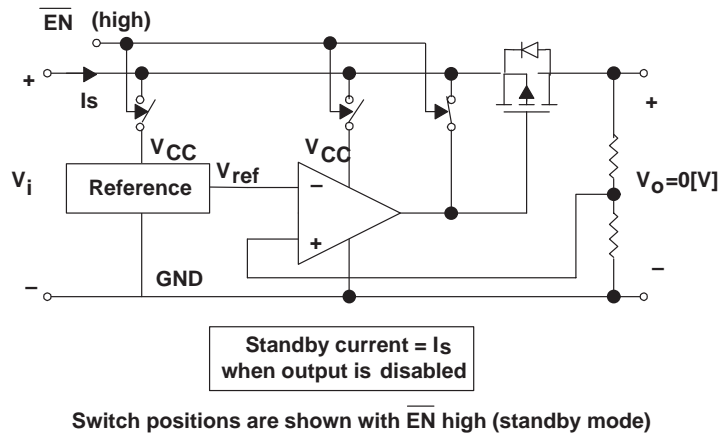 EN (high)
+
Is
+
VCC
VCC
Vi
Reference
Vref
−
+
Vo=0[V]
GND
−
−
Standby current = Is
when output is disabled
Switch positions are shown with EN high (standby mode)